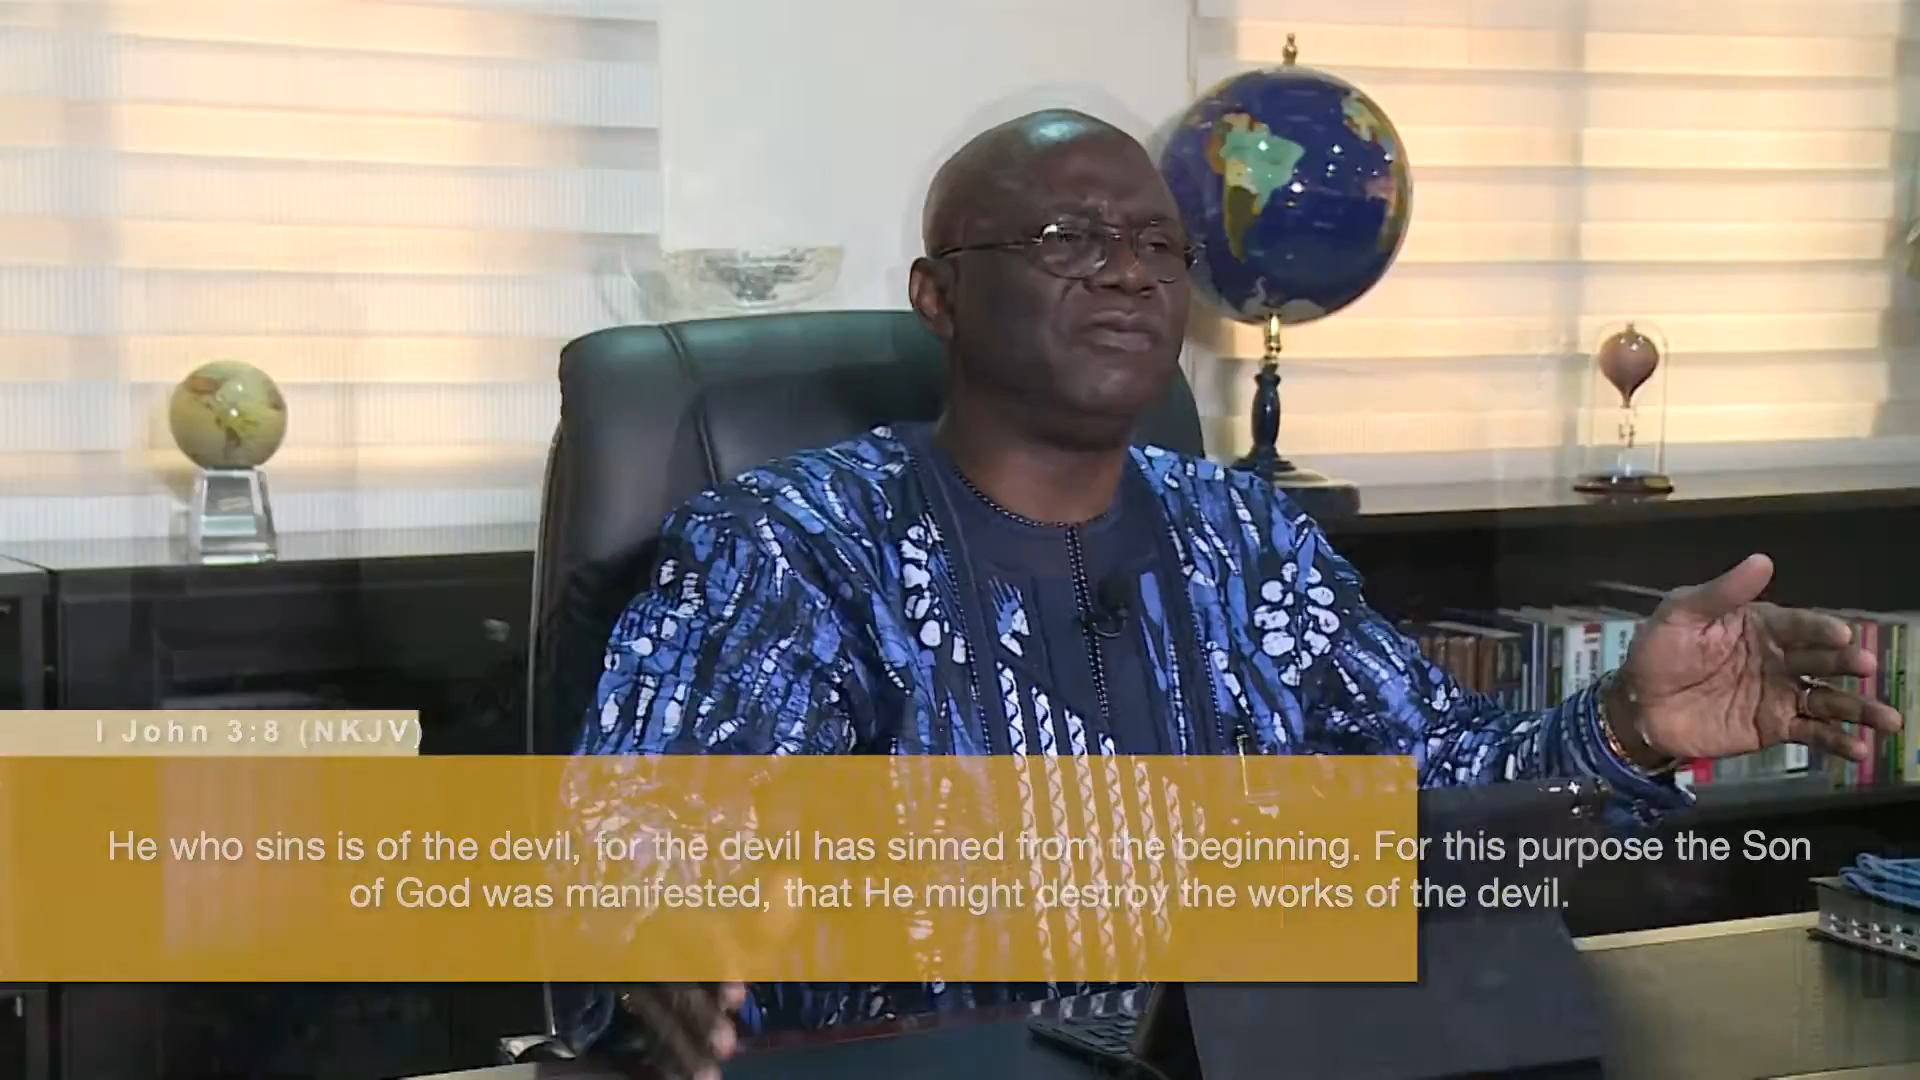 I John 3:8 (NKJV)
He who sins is of the devil, for the devil has sinned from the beginning. For this purpose the Son
of God was manifested, that He might destroy the works of the devil.